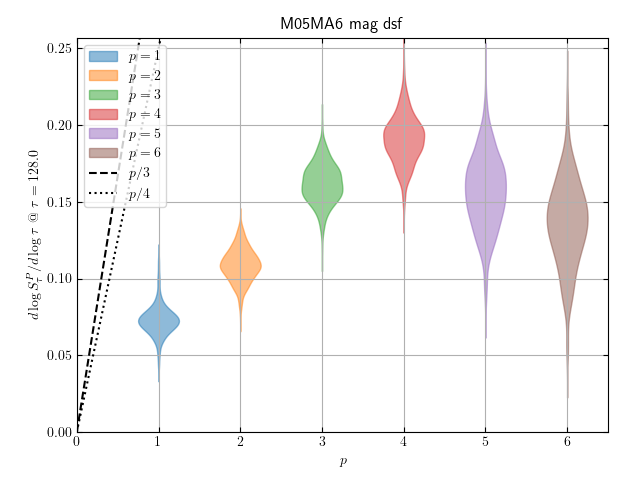 M05MA6 mag dsf
0.25
0.20
0.15
0.10
0.05
0.00
d log S_τ^P / d log τ @ τ = 128.0
p = 1
p = 2
p = 3
p = 4
p = 5
p = 6
p/3
p/4
0 1 2 3 4 5 6
p